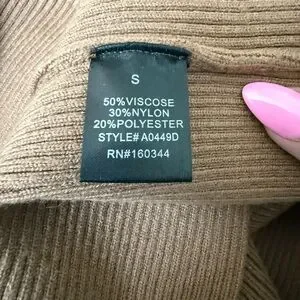 S
50%VISCOSE
30%NYLON
20%POLYESTER
STYLE# A0449D
RN#160344